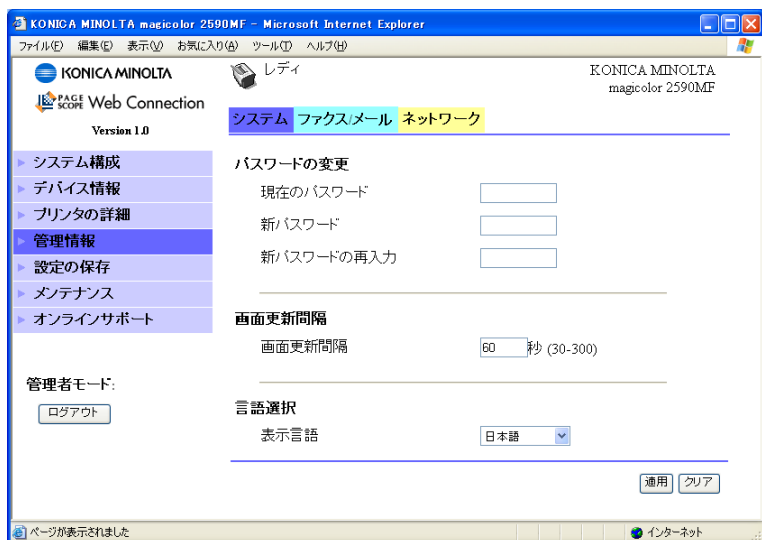 KONICA MINOLTA magicolor 2590MF - Microsoft Internet Explorer
ファイル(F) 編集(E) 表示(V) お気に入り(A) ツール(T) ヘルプ(H)
KONICA MINOLTA
PAGE SCOPE Web Connection
Version 1.0
レディ
KONICA MINOLTA
magicolor 2590MF
システム ファクス/メール ネットワーク
システム構成
デバイス情報
プリンタの詳細
管理情報
設定の保存
メンテナンス
オンラインサポート
管理者モード:
ログアウト
パスワードの変更
現在のパスワード
新パスワード
新パスワードの再入力
画面更新間隔
画面更新間隔 60 秒 (30-300)
言語選択
表示言語 日本語
適用 クリア
ページが表示されました インターネット